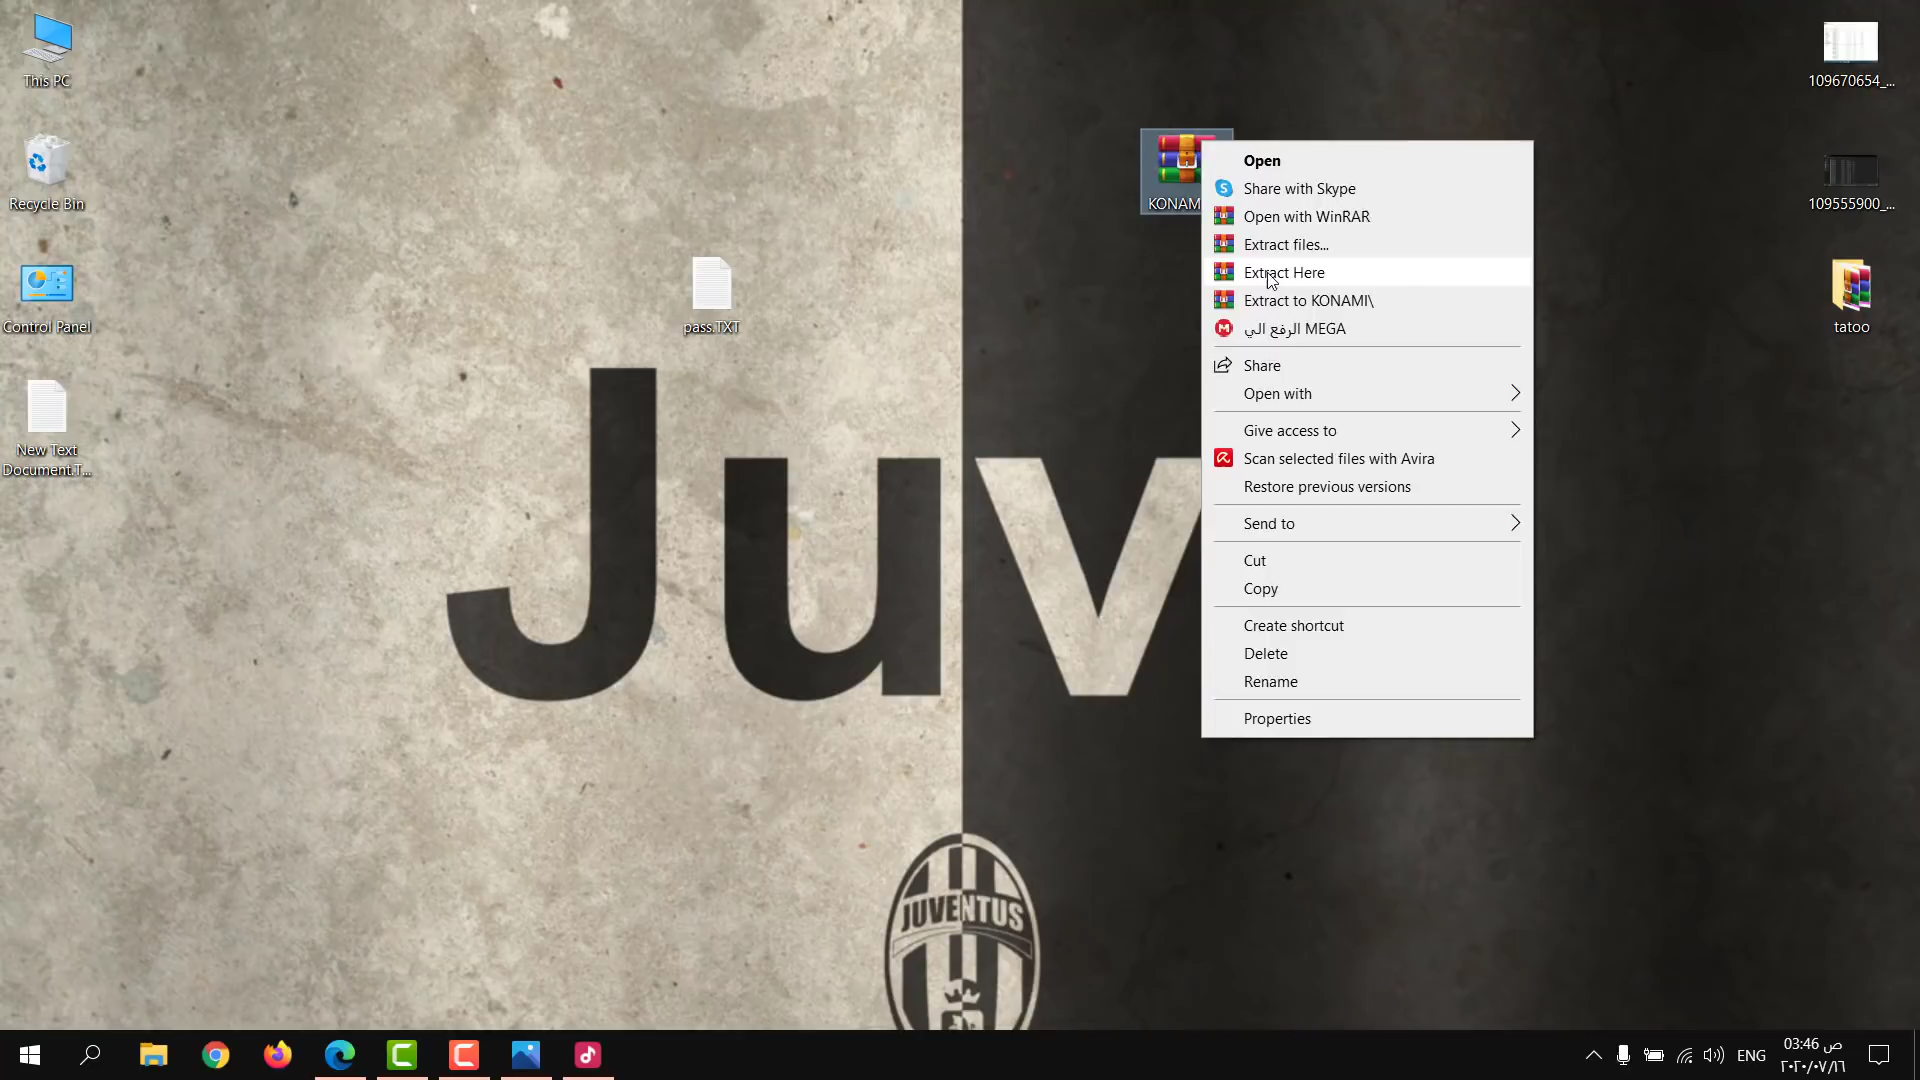 This PC
Recycle Bin
Control Panel
New Text
Document.T...
pass.TXT
KONAM
109670654_...
109555900_...
tatoo
Open
Share with Skype
Open with WinRAR
Extract files...
Extract Here
Extract to KONAMI\
الرفع الي MEGA
Share
Open with
Give access to
Scan selected files with Avira
Restore previous versions
Send to
Cut
Copy
Create shortcut
Delete
Rename
Properties
Juv
JUVENTUS
ENG
03:46 ص
٢٠٢٠/٠٧/١٦